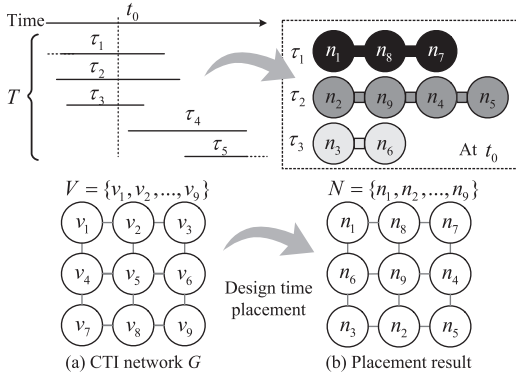 Time
t0
T
τ1
τ2
τ3
τ4
τ5
τ1 n1 n8 n7
τ2 n2 n9 n4 n5
τ3 n3 n6
At t0
V = {v1, v2, ..., v9}
v1 v2 v3
v4 v5 v6
v7 v8 v9
(a) CTI network G
Design time
placement
N = {n1, n2, ..., n9}
n1 n8 n7
n6 n9 n4
n3 n2 n5
(b) Placement result